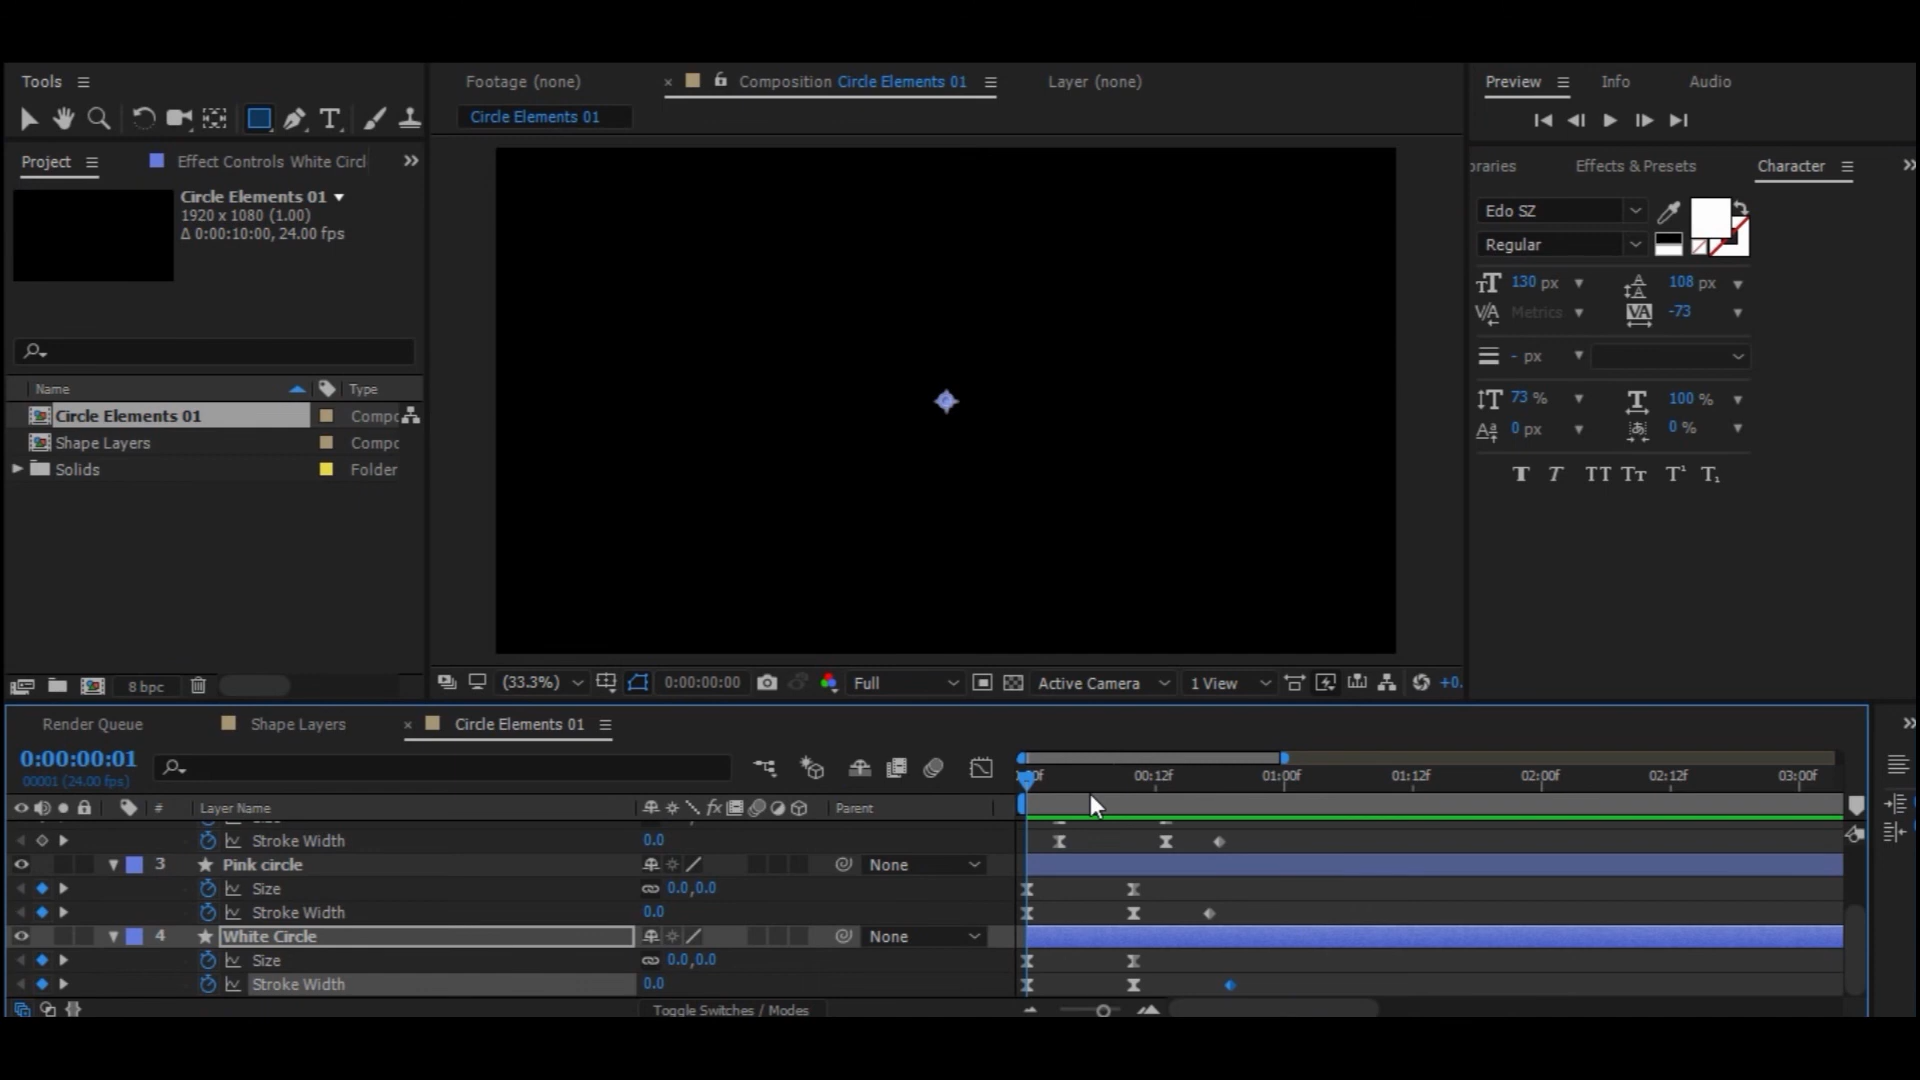 Tools
Footage (none)
Composition Circle Elements 01
Layer (none)
Preview
Info
Audio
Circle Elements 01
Project
Effect Controls White Circl
braries
Effects & Presets
Character
Circle Elements 01
1920 x 1080 (1.00)
Δ 0:00:10:00, 24.00 fps
Edo SZ
Regular
130 px
108 px
Metrics
-73
- px
73 %
100 %
0 px
0 %
Name
Type
Circle Elements 01
Compo
Shape Layers
Compo
Solids
Folder
8 bpc
(33.3%)
0:00:00:00
Full
Active Camera
1 View
+0.
Render Queue
Shape Layers
Circle Elements 01
0:00:00:01
00001 (24.00 fps)
00:12f
01:00f
01:12f
02:00f
02:12f
03:00f
#
Layer Name
Parent
Stroke Width
0.0
3
Pink circle
None
Size
0.0,0.0
Stroke Width
0.0
4
White Circle
None
Size
0.0,0.0
Stroke Width
0.0
Toggle Switches / Modes